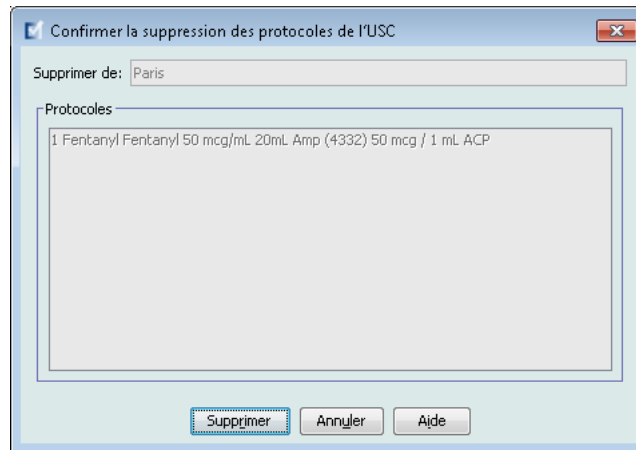 Confirmer la suppression des protocoles de l'USC
Supprimer de: Paris
Protocoles
1 Fentanyl Fentanyl 50 mcg/mL 20mL Amp (4332) 50 mcg / 1 mL ACP
Supprimer Annuler Aide